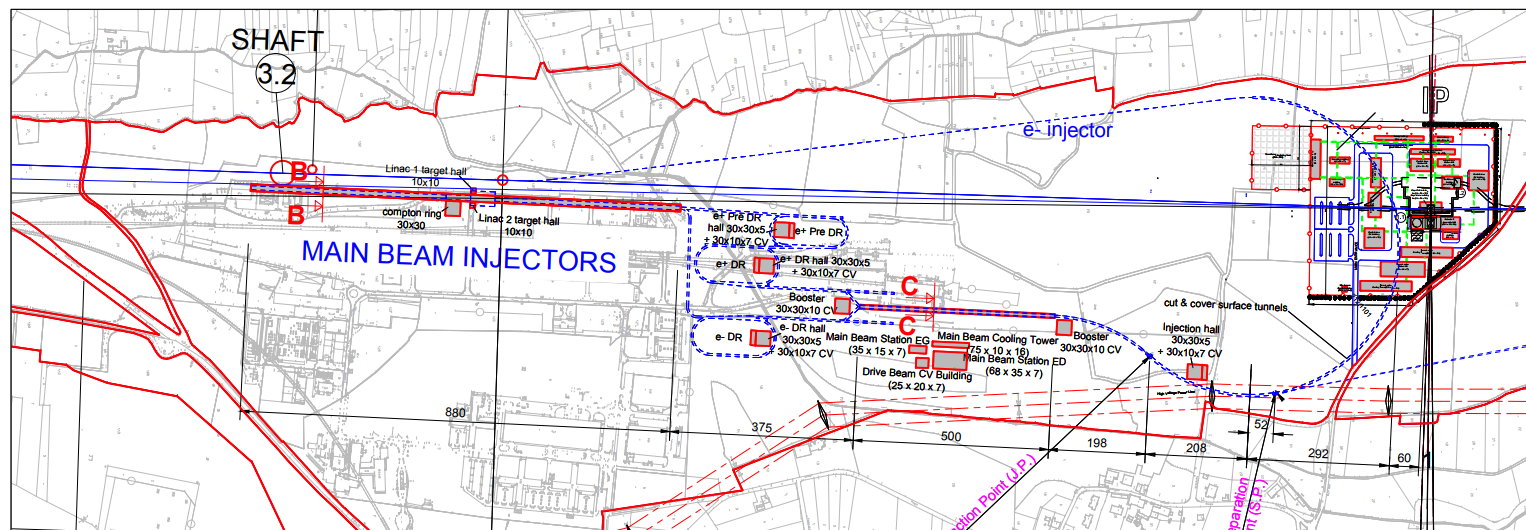 SHAFT
3.2
IP
e- injector
B
B
Linac 1 target hall
10x10
compton ring
30x30
Linac 2 target hall
10x10
MAIN BEAM INJECTORS
e+ Pre DR
hall 30x30x5
+ 30x10x7 CV
e+ Pre DR
e+ DR
e+ DR hall 30x30x5
+ 30x10x7 CV
C
C
Booster
30x30x10 CV
e- DR
e- DR hall
30x30x5
+ 30x10x7 CV
Main Beam Station EG
(35 x 15 x 7)
Main Beam Cooling Tower
(75 x 10 x 16)
Main Beam Station ED
(68 x 35 x 7)
Drive Beam CV Building
(25 x 20 x 7)
Booster
30x30x10 CV
cut & cover surface tunnels
Injection hall
30x30x5
+ 30x10x7 CV
880
375
500
198
208
52
292
60
ction Point (J.P.)
paration
nt (S.P.)